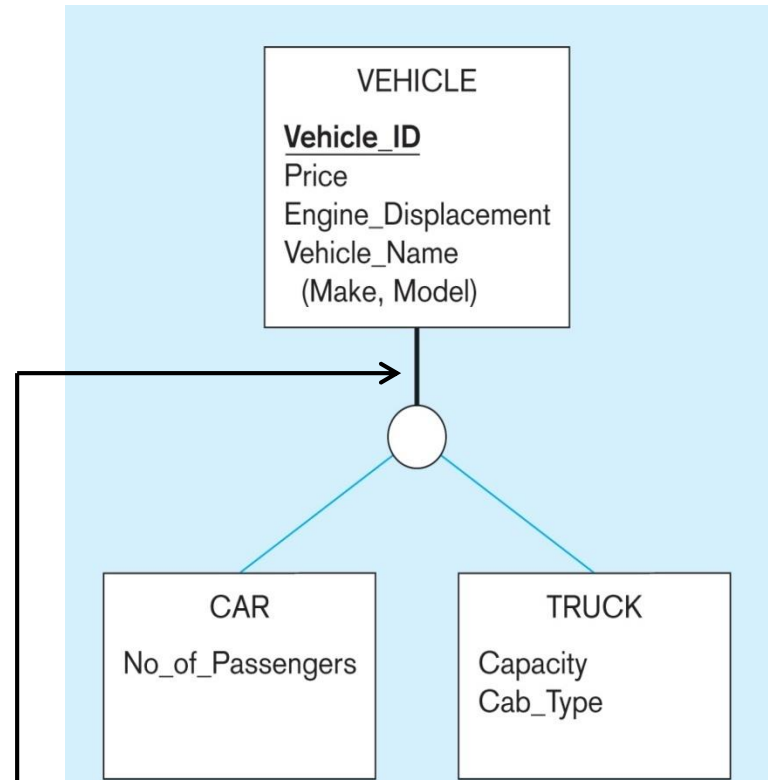 VEHICLE
Vehicle_ID
Price
Engine_Displacement
Vehicle_Name
(Make, Model)
CAR
No_of_Passengers
TRUCK
Capacity
Cab_Type